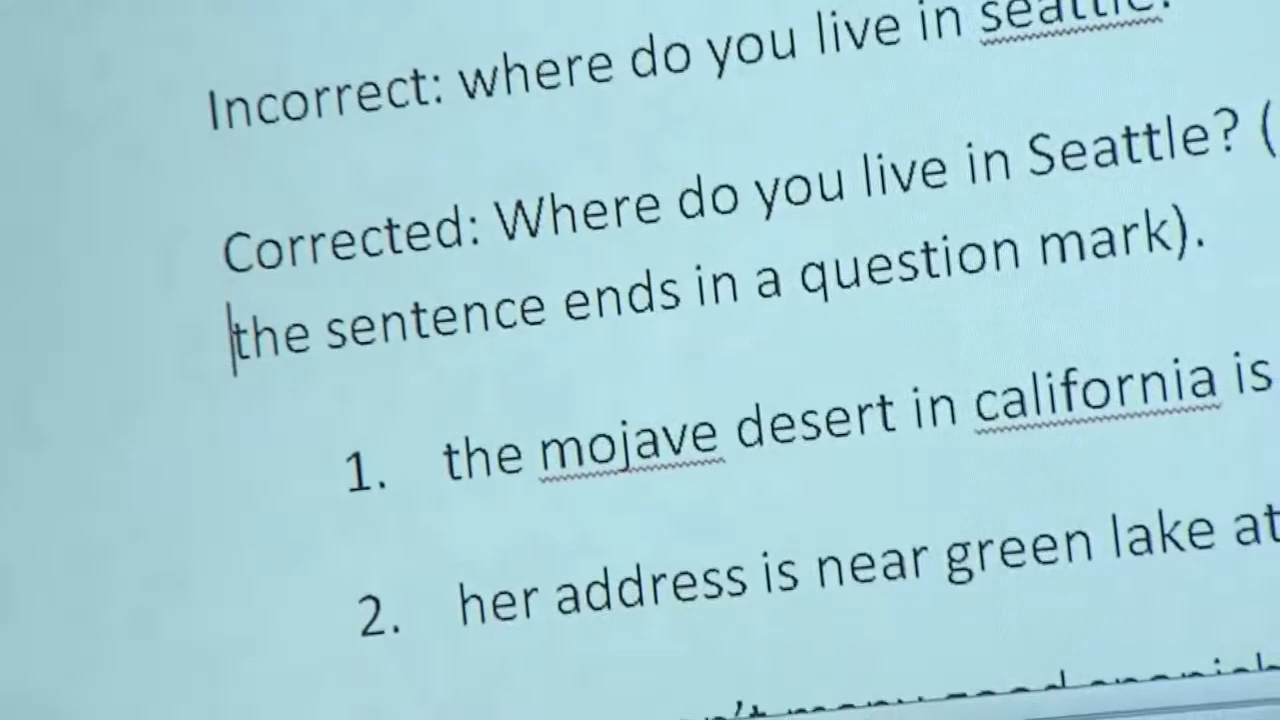 Incorrect: where do you live in seattle?
Corrected: Where do you live in Seattle? (
the sentence ends in a question mark).
1. the mojave desert in california is
2. her address is near green lake at